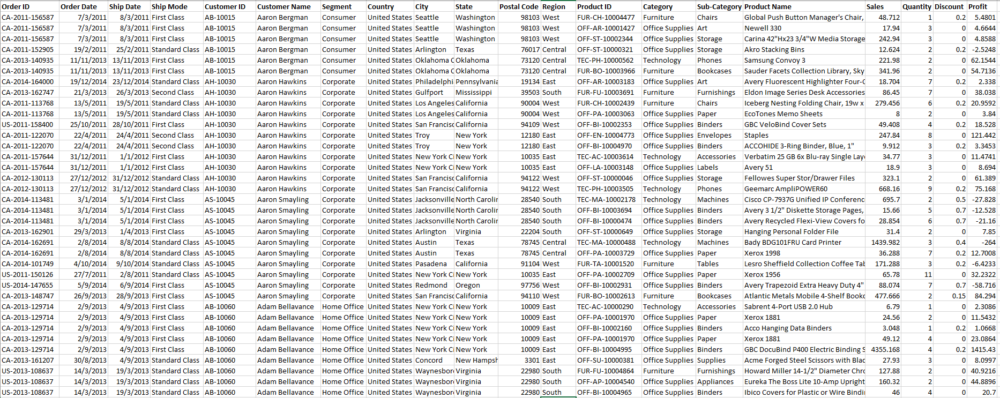 Order ID Order Date Ship Date Ship Mode Customer ID Customer Name Segment Country City State Postal Code Region Product ID Category Sub-Category Product Name Sales Quantity Discount Profit
CA-2011-156587 7/3/2011 8/3/2011 First Class AB-10015 Aaron Bergman Consumer United States Seattle Washington 98103 West FUR-CH-10004477 Furniture Chairs Global Push Button Manager's Chair, 48.712 1 0.2 5.4801
CA-2011-156587 7/3/2011 8/3/2011 First Class AB-10015 Aaron Bergman Consumer United States Seattle Washington 98103 West OFF-AR-10001427 Office Supplies Art Newell 330 17.94 3 0 4.6644
CA-2011-156587 7/3/2011 8/3/2011 First Class AB-10015 Aaron Bergman Consumer United States Seattle Washington 98103 West OFF-ST-10002344 Office Supplies Storage Carina 42"Hx23 3/4"W Media Storage 242.94 3 0 4.8588
CA-2011-152905 19/2/2011 25/2/2011 Standard Class AB-10015 Aaron Bergman Consumer United States Arlington Texas 76017 Central OFF-ST-10000321 Office Supplies Storage Akro Stacking Bins 12.624 2 0.2 -2.5248
CA-2013-140935 11/11/2013 13/11/2013 First Class AB-10015 Aaron Bergman Consumer United States Oklahoma C Oklahoma 73120 Central TEC-PH-10000562 Technology Phones Samsung Convoy 3 221.98 2 0 62.1544
CA-2013-140935 11/11/2013 13/11/2013 First Class AB-10015 Aaron Bergman Consumer United States Oklahoma C Oklahoma 73120 Central FUR-BO-10003966 Furniture Bookcases Sauder Facets Collection Library, Sky 341.96 2 0 54.7136
CA-2014-164000 19/12/2014 23/12/2014 Standard Class AH-10030 Aaron Hawkins Corporate United States Philadelphi Pennsylvania 19134 East OFF-AR-10003183 Office Supplies Art Avery Fluorescent Highlighter Four-C 18.704 7 0.2 2.338
CA-2013-162747 21/3/2013 26/3/2013 Second Class AH-10030 Aaron Hawkins Corporate United States Gulfport Mississippi 39503 South FUR-FU-10003691 Furniture Furnishings Eldon Image Series Desk Accessories 86.45 7 0 38.038
CA-2011-113768 13/5/2011 19/5/2011 Standard Class AH-10030 Aaron Hawkins Corporate United States Los Angeles California 90004 West FUR-CH-10002439 Furniture Chairs Iceberg Nesting Folding Chair, 19w x 279.456 6 0.2 20.9592
CA-2011-113768 13/5/2011 19/5/2011 Standard Class AH-10030 Aaron Hawkins Corporate United States Los Angeles California 90004 West OFF-PA-10003063 Office Supplies Paper EcoTones Memo Sheets 8 2 0 3.84
US-2011-158400 25/10/2011 28/10/2011 First Class AH-10030 Aaron Hawkins Corporate United States San Francisc California 94109 West OFF-BI-10002353 Office Supplies Binders GBC VeloBind Cover Sets 49.408 4 0.2 18.528
CA-2011-122070 22/4/2011 24/4/2011 Second Class AH-10030 Aaron Hawkins Corporate United States Troy New York 12180 East OFF-EN-10004773 Office Supplies Envelopes Staples 247.84 8 0 121.442
CA-2011-122070 22/4/2011 24/4/2011 Second Class AH-10030 Aaron Hawkins Corporate United States Troy New York 12180 East OFF-BI-10004970 Office Supplies Binders ACCOHIDE 3-Ring Binder, Blue, 1" 9.912 3 0.2 3.3453
CA-2011-157644 31/12/2011 1/1/2012 First Class AH-10030 Aaron Hawkins Corporate United States New York Ci New York 10035 East TEC-AC-10003614 Technology Accessories Verbatim 25 GB 6x Blu-ray Single Laye 34.77 3 0 11.4741
CA-2011-157644 31/12/2011 1/1/2012 First Class AH-10030 Aaron Hawkins Corporate United States New York Ci New York 10035 East OFF-LA-10003148 Office Supplies Labels Avery 51 18.9 3 0 8.694
CA-2012-130113 27/12/2012 31/12/2012 Standard Class AH-10030 Aaron Hawkins Corporate United States San Francisc California 94122 West OFF-ST-10000046 Office Supplies Storage Fellowes Super Stor/Drawer Files 323.1 2 0 61.389
CA-2012-130113 27/12/2012 31/12/2012 Standard Class AH-10030 Aaron Hawkins Corporate United States San Francisc California 94122 West TEC-PH-10003505 Technology Phones Geemarc AmpliPOWER60 668.16 9 0.2 75.168
CA-2014-113481 3/1/2014 5/1/2014 First Class AS-10045 Aaron Smayling Corporate United States Jacksonville North Carolir 28540 South TEC-MA-10002178 Technology Machines Cisco CP-7937G Unified IP Conferenc 695.7 2 0.5 -27.828
CA-2014-113481 3/1/2014 5/1/2014 First Class AS-10045 Aaron Smayling Corporate United States Jacksonville North Carolir 28540 South OFF-BI-10003694 Office Supplies Binders Avery 3 1/2" Diskette Storage Pages, 15.66 5 0.7 -12.528
CA-2014-113481 3/1/2014 5/1/2014 First Class AS-10045 Aaron Smayling Corporate United States Jacksonville North Carolir 28540 South OFF-BI-10000474 Office Supplies Binders Avery Recycled Flexi-View Covers fo 28.854 6 0.7 -21.16
CA-2013-162901 29/3/2013 1/4/2013 First Class AS-10045 Aaron Smayling Corporate United States Arlington Virginia 22204 South OFF-ST-10000649 Office Supplies Storage Hanging Personal Folder File 31.4 2 0 7.85
CA-2014-162691 2/8/2014 8/8/2014 Standard Class AS-10045 Aaron Smayling Corporate United States Austin Texas 78745 Central TEC-MA-10000488 Technology Machines Bady BDG101FRU Card Printer 1439.982 3 0.4 -264
CA-2014-162691 2/8/2014 8/8/2014 Standard Class AS-10045 Aaron Smayling Corporate United States Austin Texas 78745 Central OFF-PA-10003729 Office Supplies Paper Xerox 1998 36.288 7 0.2 12.7008
CA-2014-101749 4/10/2014 9/10/2014 Standard Class AS-10045 Aaron Smayling Corporate United States Pasadena California 91104 West FUR-TA-10001520 Furniture Tables Lesro Sheffield Collection Coffee Tab 171.288 3 0.2 -6.4233
US-2011-150126 27/7/2011 2/8/2011 Standard Class AS-10045 Aaron Smayling Corporate United States New York Ci New York 10035 East OFF-PA-10002709 Office Supplies Paper Xerox 1956 65.78 11 0 32.2322
US-2014-147655 5/9/2014 6/9/2014 First Class AS-10045 Aaron Smayling Corporate United States Redmond Oregon 97756 West OFF-BI-10002931 Office Supplies Binders Avery Trapezoid Extra Heavy Duty 4" 88.074 7 0.7 -58.716
CA-2013-148747 26/9/2013 28/9/2013 First Class AS-10045 Aaron Smayling Corporate United States San Francisc California 94110 West FUR-BO-10002613 Furniture Bookcases Atlantic Metals Mobile 4-Shelf Bookc 477.666 2 0.15 84.294
CA-2013-129714 2/9/2013 4/9/2013 First Class AB-10060 Adam Bellavance Home Office United States New York Ci New York 10009 East TEC-AC-10000290 Technology Accessories Sabrent 4-Port USB 2.0 Hub 6.79 1 0 2.3086
CA-2013-129714 2/9/2013 4/9/2013 First Class AB-10060 Adam Bellavance Home Office United States New York Ci New York 10009 East OFF-PA-10001970 Office Supplies Paper Xerox 1881 24.56 2 0 11.5432
CA-2013-129714 2/9/2013 4/9/2013 First Class AB-10060 Adam Bellavance Home Office United States New York Ci New York 10009 East OFF-BI-10002160 Office Supplies Binders Acco Hanging Data Binders 3.048 1 0.2 1.0668
CA-2013-129714 2/9/2013 4/9/2013 First Class AB-10060 Adam Bellavance Home Office United States New York Ci New York 10009 East OFF-PA-10001970 Office Supplies Paper Xerox 1881 49.12 4 0 23.0864
CA-2013-129714 2/9/2013 4/9/2013 First Class AB-10060 Adam Bellavance Home Office United States New York Ci New York 10009 East OFF-BI-10004995 Office Supplies Binders GBC DocuBind P400 Electric Binding S 4355.168 4 0.2 1415.43
CA-2013-161207 30/8/2013 4/9/2013 Standard Class AB-10060 Adam Bellavance Home Office United States Concord New Hampsh 3301 East OFF-SU-10000381 Office Supplies Supplies Acme Forged Steel Scissors with Blac 27.93 3 0 8.0997
US-2013-108637 14/3/2013 19/3/2013 Standard Class AB-10060 Adam Bellavance Home Office United States Waynesbor Virginia 22980 South FUR-FU-10004864 Furniture Furnishings Howard Miller 14-1/2" Diameter Chro 127.88 2 0 40.9216
US-2013-108637 14/3/2013 19/3/2013 Standard Class AB-10060 Adam Bellavance Home Office United States Waynesbor Virginia 22980 South OFF-AP-10004540 Office Supplies Appliances Eureka The Boss Lite 10-Amp Upright 160.32 2 0 44.8896
US-2013-108637 14/3/2013 19/3/2013 Standard Class AB-10060 Adam Bellavance Home Office United States Waynesbor Virginia 22980 South OFF-BI-10004965 Office Supplies Binders Ibico Covers for Plastic or Wire Bindi 46 4 0 20.7